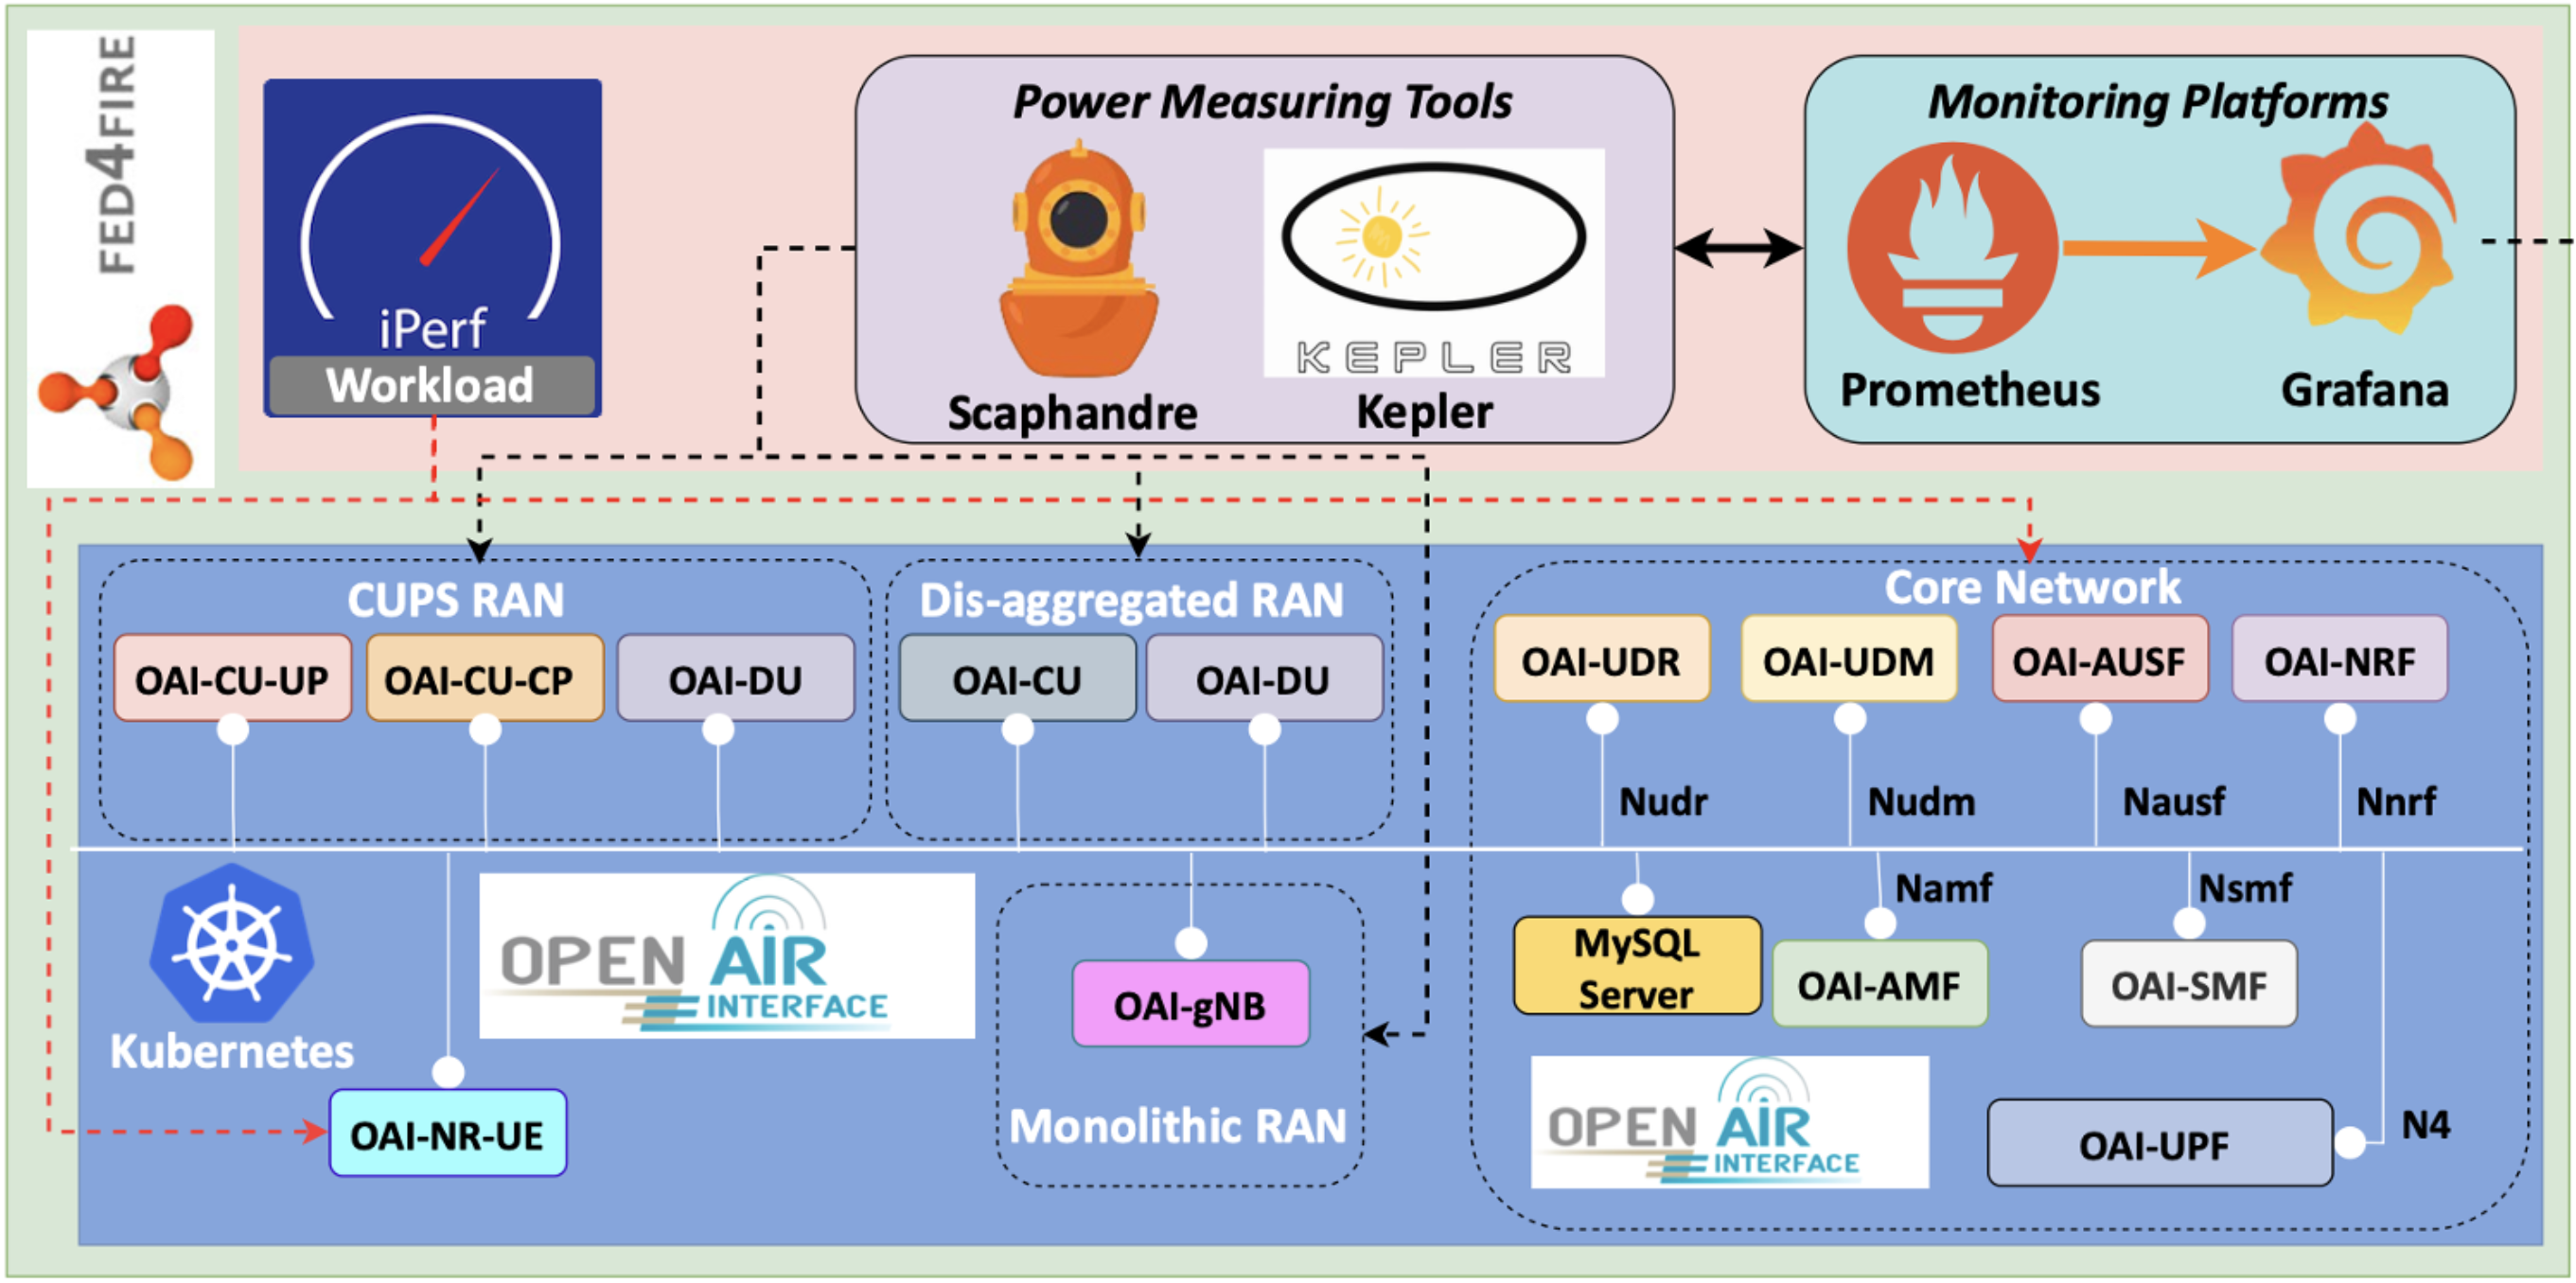 FED4FIRE
iPerf
Workload
Power Measuring Tools
KEPLER
Scaphandre
Kepler
Monitoring Platforms
Prometheus
Grafana
CUPS RAN
OAI-CU-UP
OAI-CU-CP
OAI-DU
Dis-aggregated RAN
OAI-CU
OAI-DU
Core Network
OAI-UDR
OAI-UDM
OAI-AUSF
OAI-NRF
Nudr
Nudm
Nausf
Nnrf
Kubernetes
OPEN AIR
INTERFACE
OAI-NR-UE
OAI-gNB
Monolithic RAN
Namf
Nsmf
MySQL
Server
OAI-AMF
OAI-SMF
OPEN AIR
INTERFACE
OAI-UPF
N4